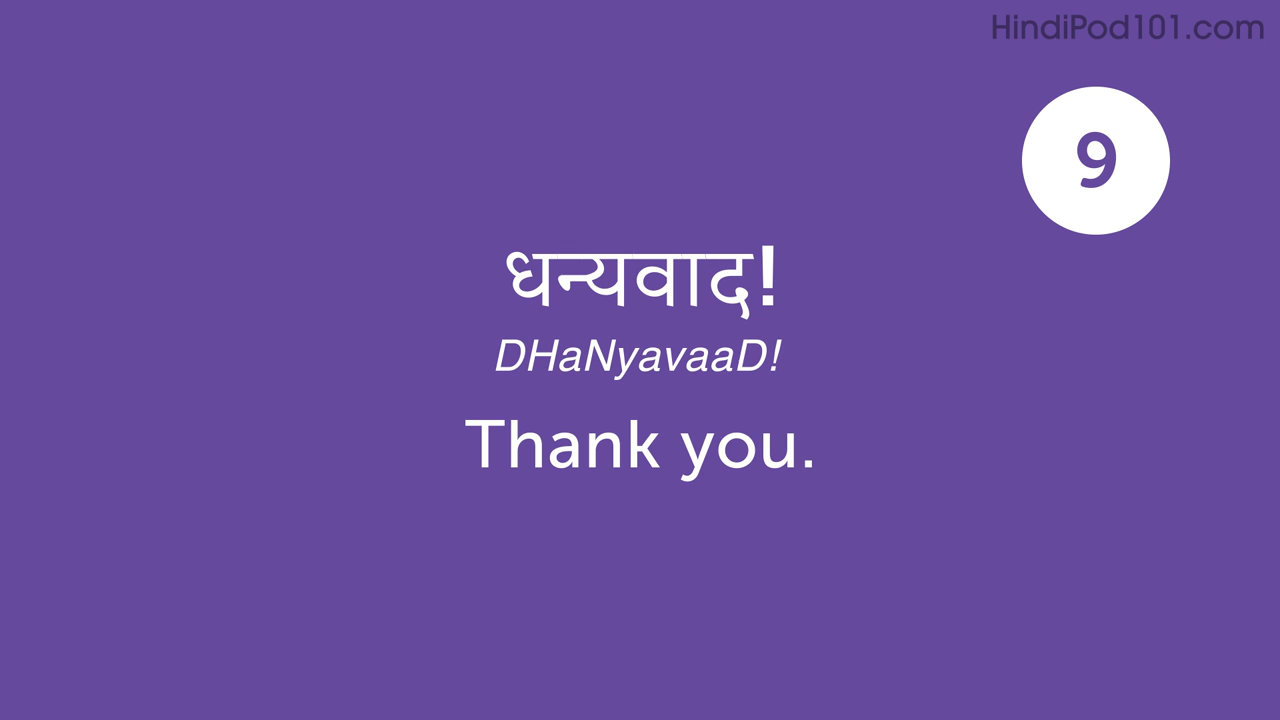 HindiPod101.com
9
धन्यवाद!
DHaNyavaaD!
Thank you.